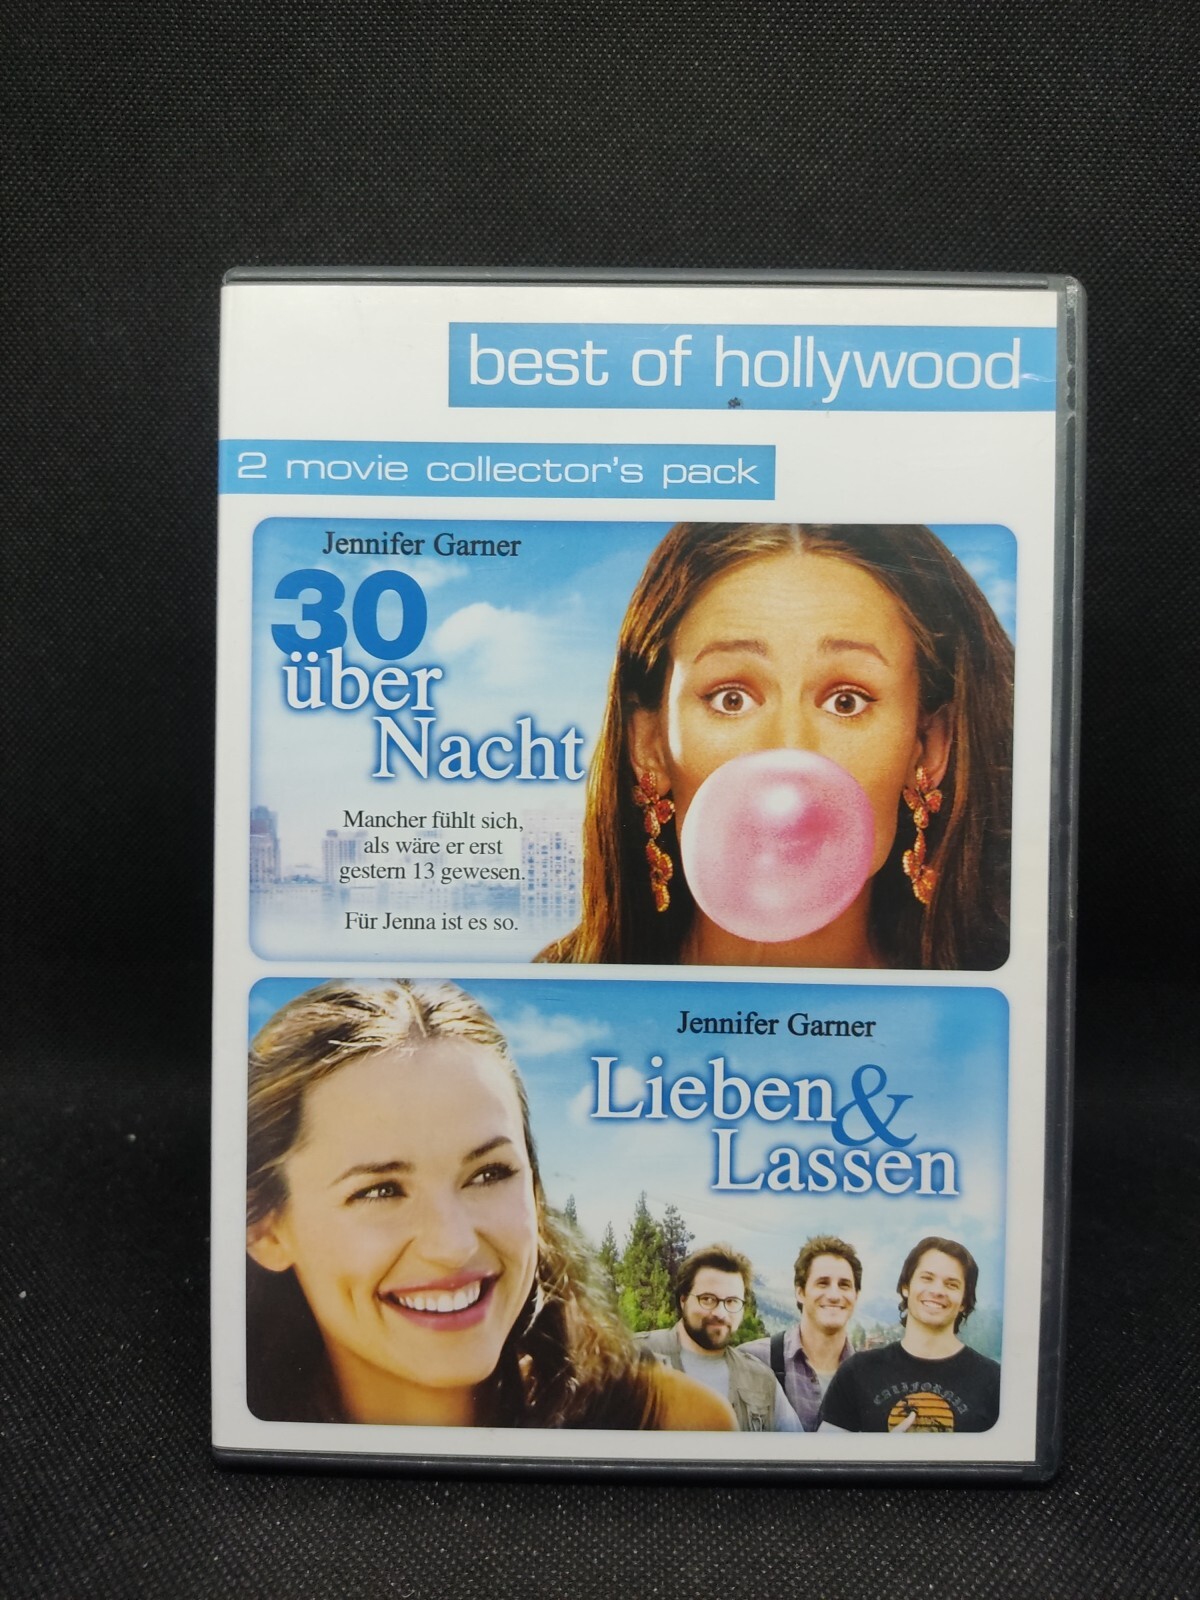 best of hollywood
2 movie collector's pack
Jennifer Garner
30
über
Nacht
Mancher fühlt sich,
als wäre er erst
gestern 13 gewesen.
Für Jenna ist es so.
Jennifer Garner
Lieben &
Lassen
CALIFORNIA